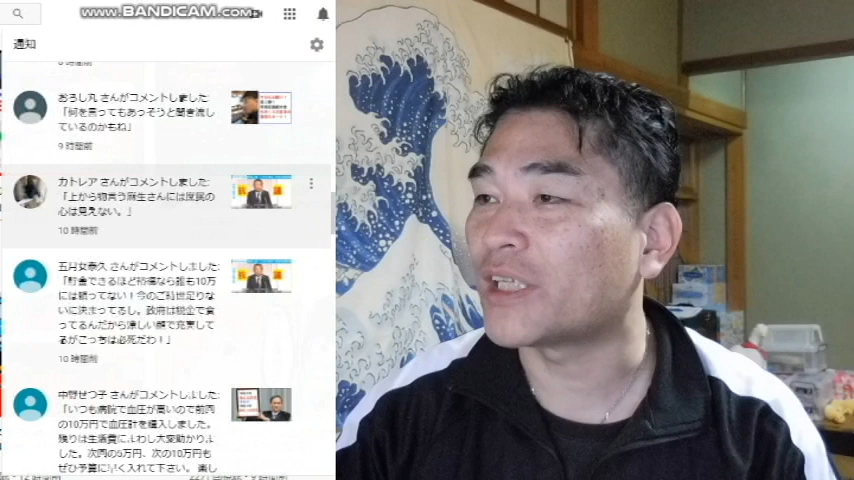 www.BANDICAM.com
通知
8 時間前
おろし丸 さんがコメントしました:
「何を言ってもあっそうと聞き流し
ているのかもね」
9 時間前
カトレア さんがコメントしました:
「上から物言う麻生さんには庶民の
心は見えない。」
10 時間前
五月女泰久 さんがコメントしました:
「貯金できるほど裕福なら誰も10万
には頼ってない！今のご時世足りな
いに決まってるし。政府は税金で食
ってるんだから涼しい顔で充実して
るがこっちは必死だわ！」
10 時間前
中野せつ子 さんがコメントしました:
「いつも病院で血圧が高いので前回
の10万円で血圧計を購入しました。
残りは生活費にふわし大変助かりま
した。次回の5万円、次の10万円も
ぜひ予算に早く入れて下さい。 楽し